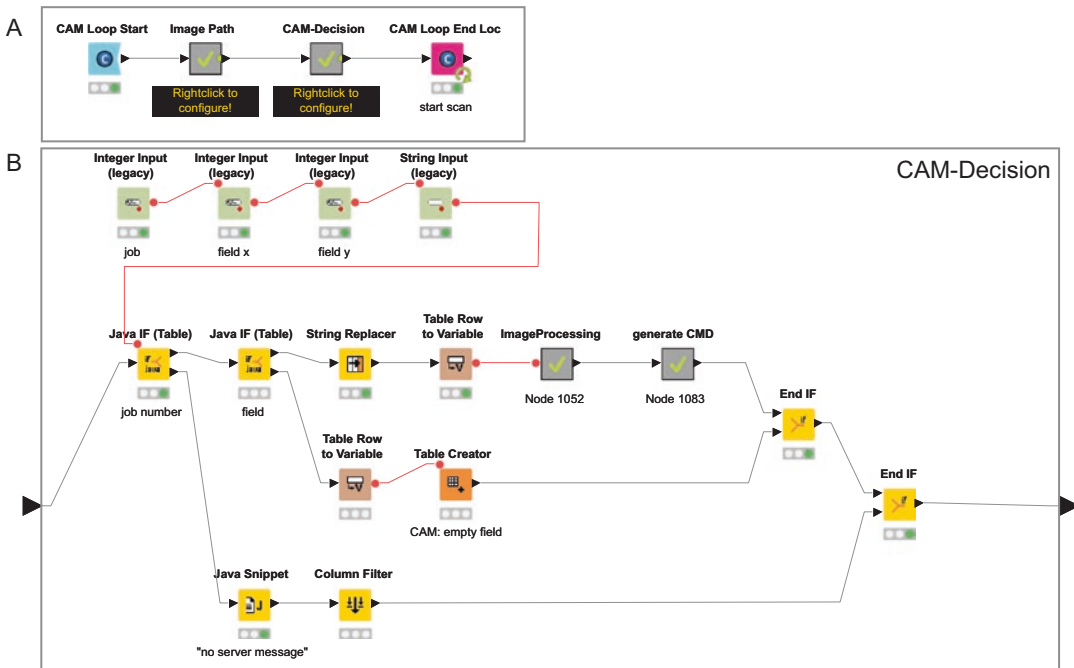 A
CAM Loop Start
Image Path
CAM-Decision
CAM Loop End Loc
Rightclick to
configure!
Rightclick to
configure!
start scan
B
CAM-Decision
Integer Input
(legacy)
Integer Input
(legacy)
Integer Input
(legacy)
String Input
(legacy)
job
field x
field y
Java IF (Table)
Java IF (Table)
String Replacer
Table Row
to Variable
ImageProcessing
generate CMD
job number
field
Node 1052
Node 1083
End IF
Table Row
to Variable
Table Creator
CAM: empty field
End IF
Java Snippet
Column Filter
"no server message"